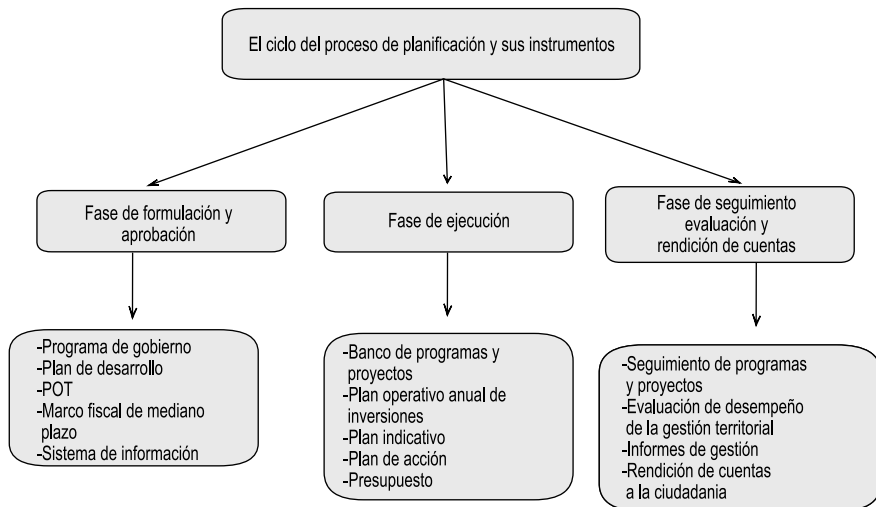 El ciclo del proceso de planificación y sus instrumentos
Fase de formulación y
aprobación
Fase de ejecución
Fase de seguimiento
evaluación y
rendición de cuentas
-Programa de gobierno
-Plan de desarrollo
-POT
-Marco fiscal de mediano
plazo
-Sistema de información
-Banco de programas y
proyectos
-Plan operativo anual de
inversiones
-Plan indicativo
-Plan de acción
-Presupuesto
-Seguimiento de programas
y proyectos
-Evaluación de desempeño
de la gestión territorial
-Informes de gestión
-Rendición de cuentas
a la ciudadania